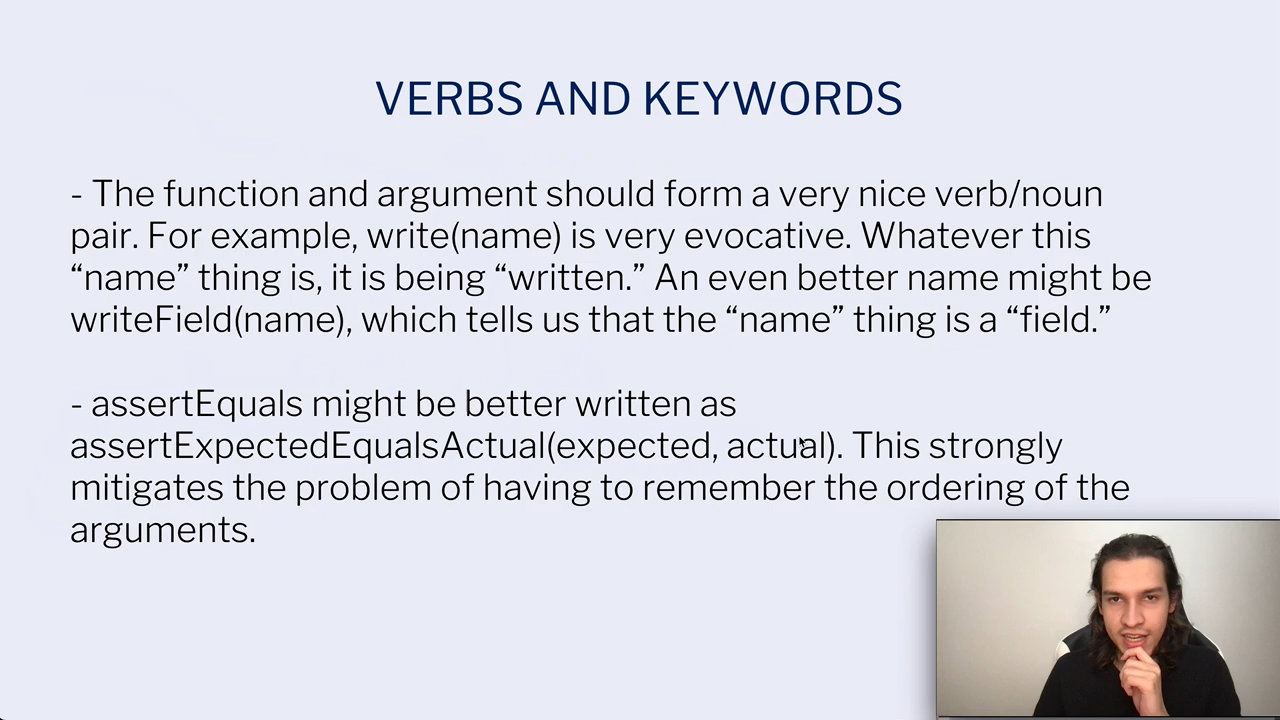 VERBS AND KEYWORDS
- The function and argument should form a very nice verb/noun
pair. For example, write(name) is very evocative. Whatever this
“name” thing is, it is being “written.” An even better name might be
writeField(name), which tells us that the “name” thing is a “field.”
- assertEquals might be better written as
assertExpectedEqualsActual(expected, actual). This strongly
mitigates the problem of having to remember the ordering of the
arguments.